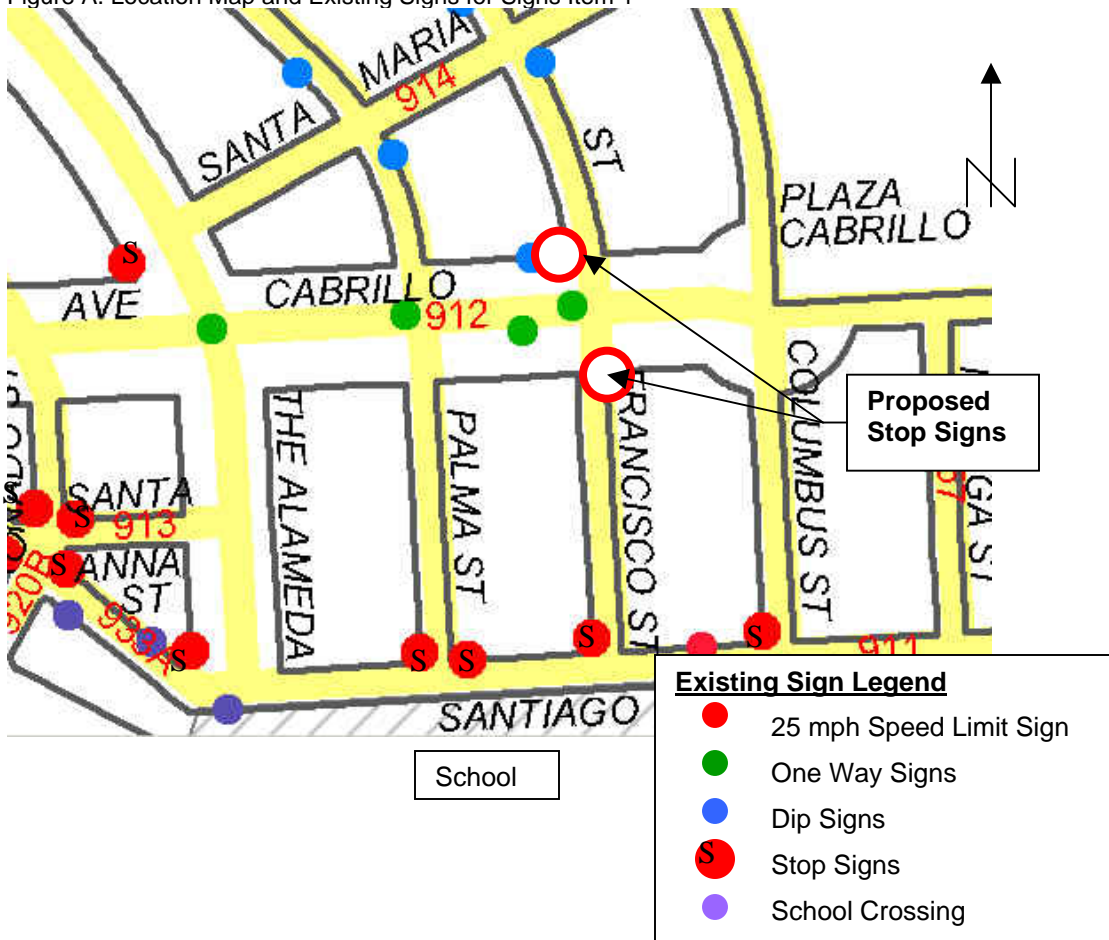 Figure A: Location Map and Existing Signs for Signs Item 1
SANTA MARIA
914
ST
PLAZA
CABRILLO
S
AVE
CABRILLO
912
THE ALAMEDA
PALMA ST
FRANCISCO ST
COLUMBUS ST
Proposed
Stop Signs
SANTA
913
S
ANNA
S
ST
920B
933A
S
S
S
S
S
911
SANTIAGO
School
Existing Sign Legend
25 mph Speed Limit Sign
One Way Signs
Dip Signs
S
Stop Signs
School Crossing